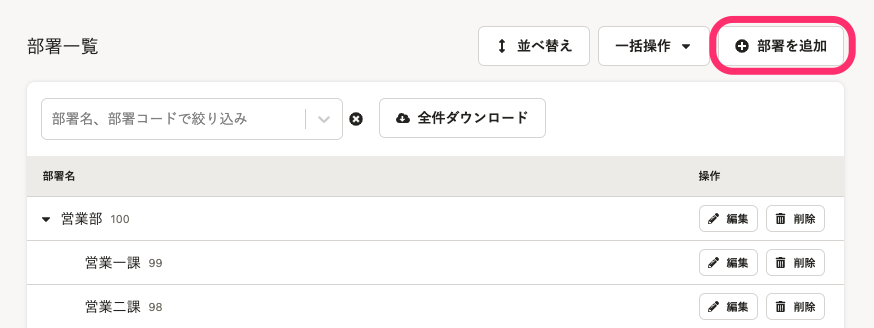 部署一覧
並べ替え 一括操作 部署を追加
部署名、部署コードで絞り込み 全件ダウンロード
部署名 操作
営業部 100 編集 削除
営業一課 99 編集 削除
営業二課 98 編集 削除